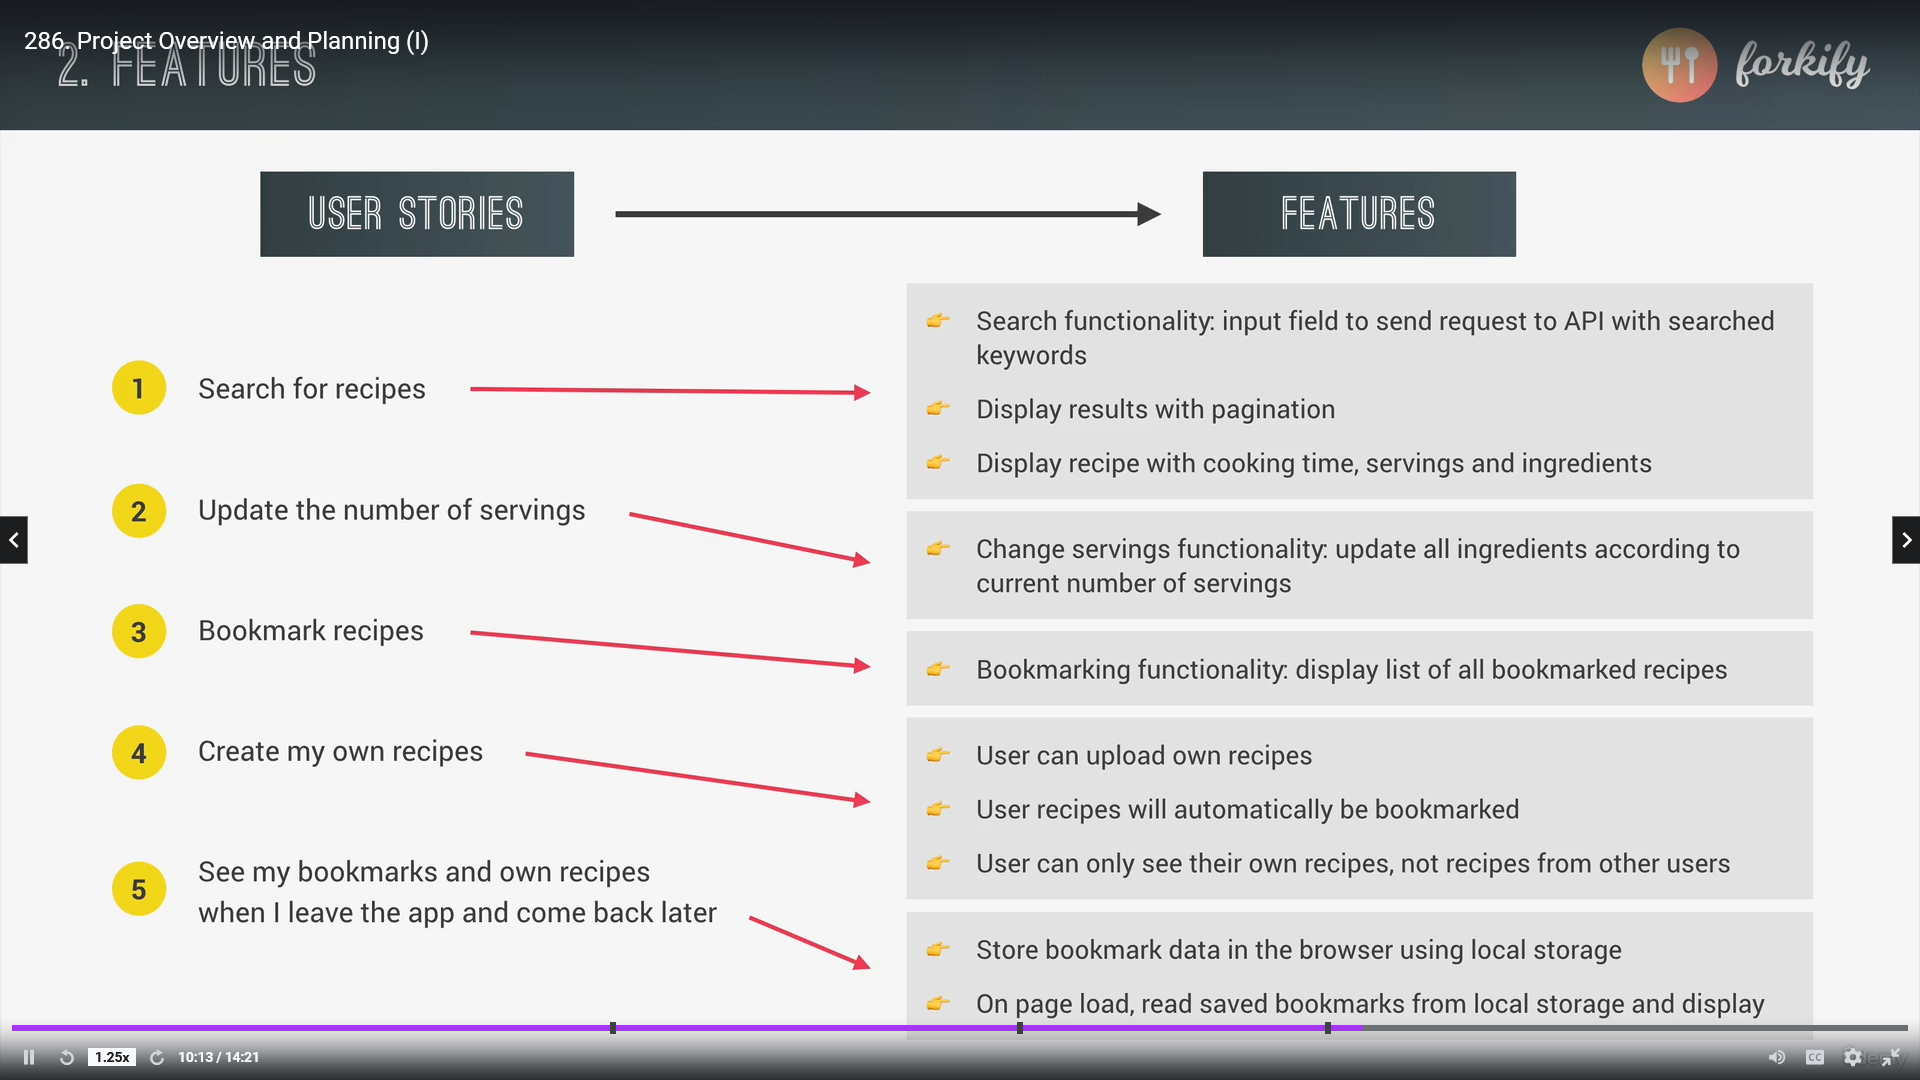 286. Project Overview and Planning (I)
2. FEATURES
forkify
USER STORIES
FEATURES
1
Search for recipes
2
Update the number of servings
3
Bookmark recipes
4
Create my own recipes
5
See my bookmarks and own recipes
when I leave the app and come back later
Search functionality: input field to send request to API with searched
keywords
Display results with pagination
Display recipe with cooking time, servings and ingredients
Change servings functionality: update all ingredients according to
current number of servings
Bookmarking functionality: display list of all bookmarked recipes
User can upload own recipes
User recipes will automatically be bookmarked
User can only see their own recipes, not recipes from other users
Store bookmark data in the browser using local storage
On page load, read saved bookmarks from local storage and display
1.25x
10:13 / 14:21
CC